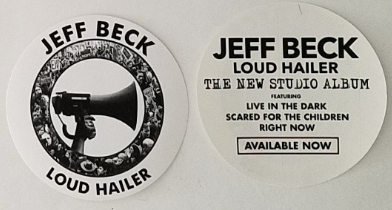 JEFF BECK
LOUD HAILER
JEFF BECK
LOUD HAILER
THE NEW STUDIO ALBUM
FEATURING
LIVE IN THE DARK
SCARED FOR THE CHILDREN
RIGHT NOW
AVAILABLE NOW